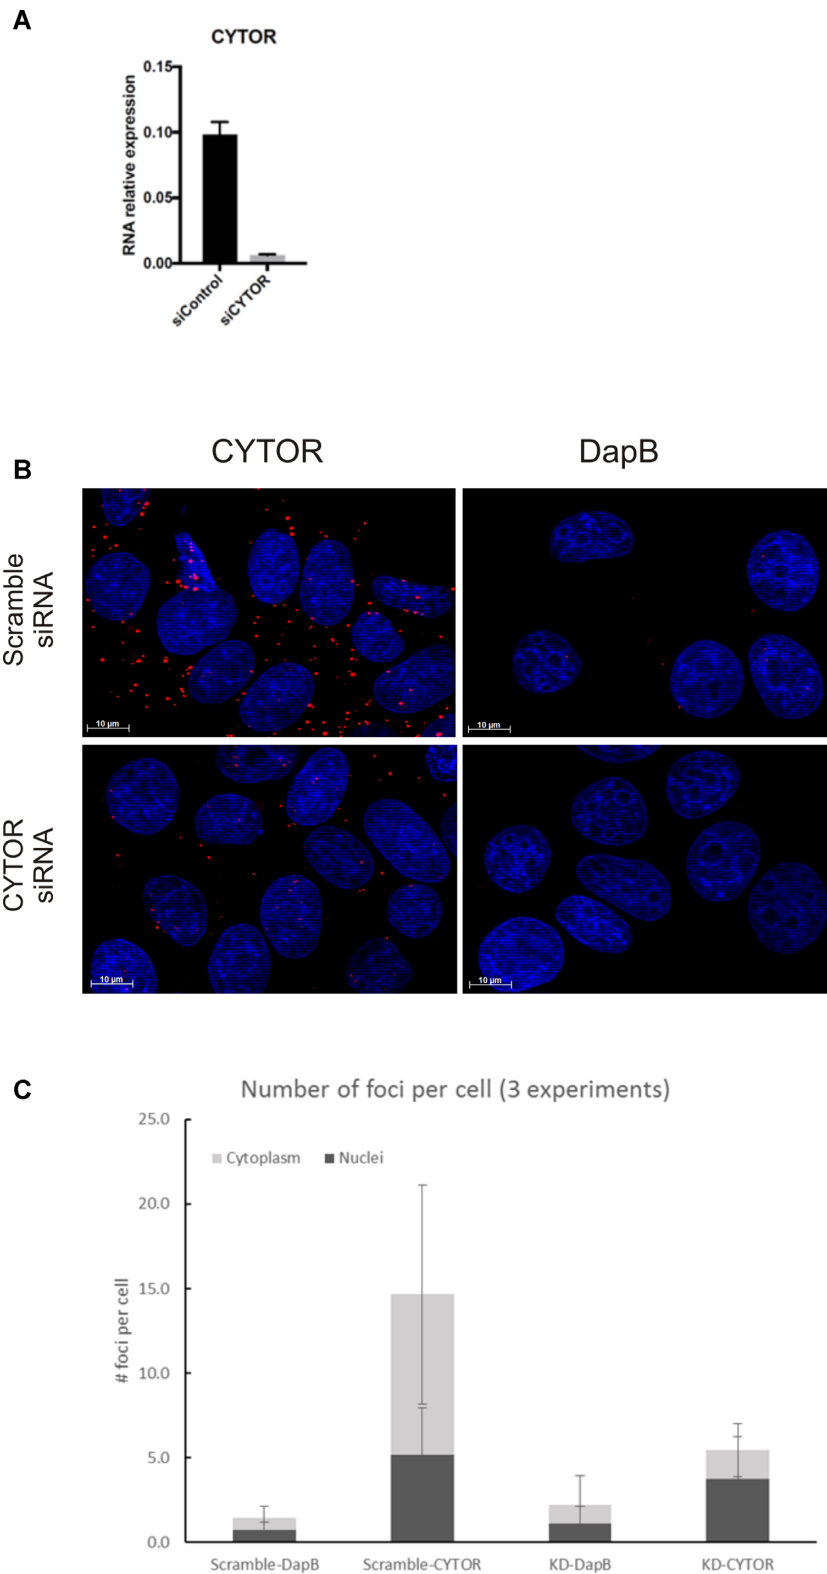 A
CYTOR
RNA relative expression
0.15
0.10
0.05
0.00
siControl
siCYTOR
B
CYTOR
DapB
Scramble
siRNA
10 µm
10 µm
CYTOR
siRNA
10 µm
10 µm
C
Number of foci per cell (3 experiments)
# foci per cell
25.0
Cytoplasm
Nuclei
20.0
15.0
10.0
5.0
0.0
Scramble-DapB
Scramble-CYTOR
KD-DapB
KD-CYTOR